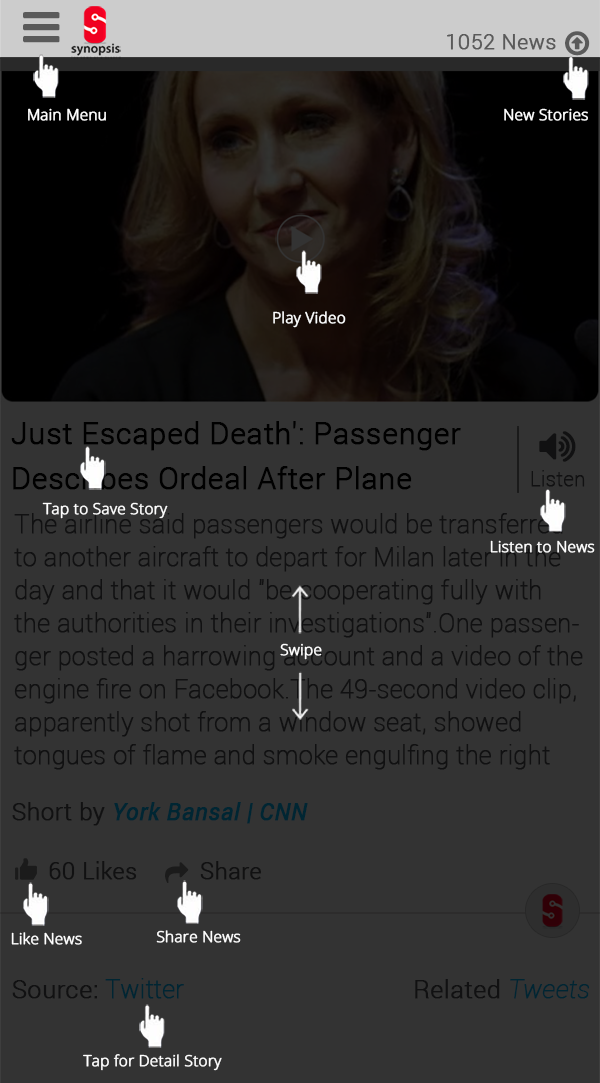 synopsis
1052 News
Main Menu
New Stories
Play Video
Just Escaped Death': Passenger
Describes Ordeal After Plane
Listen
Tap to Save Story
Listen to News
The airline said passengers would be transferred
to another aircraft to depart for Milan later in the
day and that it would "be cooperating fully with
the authorities in their investigations".One passen-
ger posted a harrowing account and a video of the
engine fire on Facebook.The 49-second video clip,
apparently shot from a window seat, showed
tongues of flame and smoke engulfing the right
Swipe
Short by York Bansal | CNN
60 Likes Share
Like News
Share News
Source: Twitter
Related Tweets
Tap for Detail Story